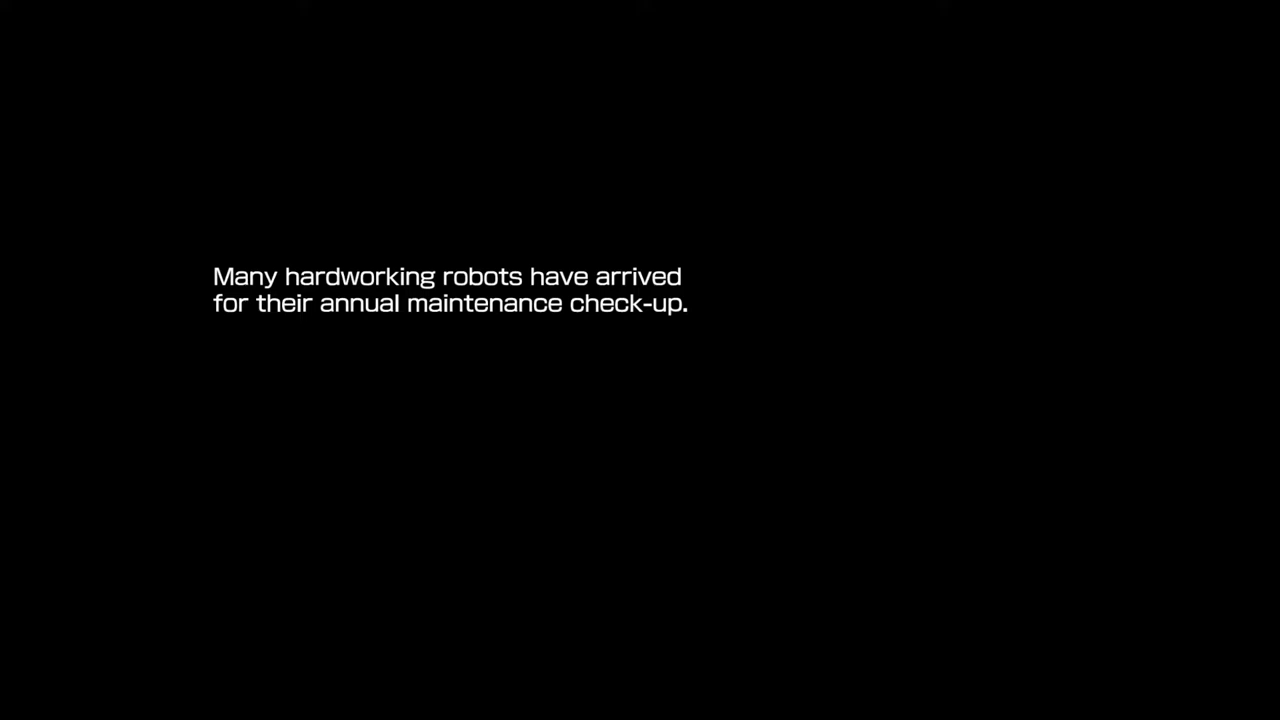 Many hardworking robots have arrived
for their annual maintenance check-up.